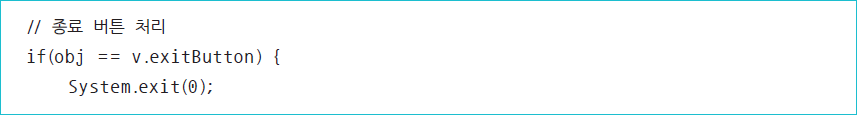 // 종료 버튼 처리
if(obj == v.exitButton) {
    System.exit(0);